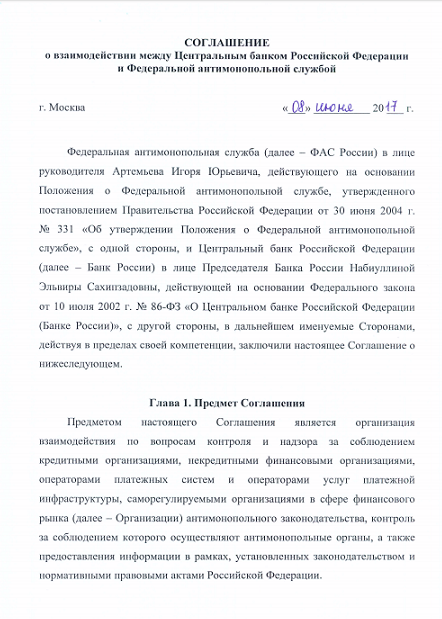 СОГЛАШЕНИЕ
о взаимодействии между Центральным банком Российской Федерации
и Федеральной антимонопольной службой
г. Москва «08» июня 2017 г.
Федеральная антимонопольная служба (далее – ФАС России) в лице
руководителя Артемьева Игоря Юрьевича, действующего на основании
Положения о Федеральной антимонопольной службе, утвержденного
постановлением Правительства Российской Федерации от 30 июня 2004 г.
№ 331 «Об утверждении Положения о Федеральной антимонопольной
службе», с одной стороны, и Центральный банк Российской Федерации
(далее – Банк России) в лице Председателя Банка России Набиуллиной
Эльвиры Сахипзадовны, действующей на основании Федерального закона
от 10 июля 2002 г. № 86-ФЗ «О Центральном банке Российской Федерации
(Банке России)», с другой стороны, в дальнейшем именуемые Сторонами,
действуя в пределах своей компетенции, заключили настоящее Соглашение о
нижеследующем.
Глава 1. Предмет Соглашения
Предметом настоящего Соглашения является организация
взаимодействия по вопросам контроля и надзора за соблюдением
кредитными организациями, некредитными финансовыми организациями,
операторами платежных систем и операторами услуг платежной
инфраструктуры, саморегулируемыми организациями в сфере финансового
рынка (далее – Организации) антимонопольного законодательства, контроль
за соблюдением которого осуществляют антимонопольные органы, а также
предоставления информации в рамках, установленных законодательством и
нормативными правовыми актами Российской Федерации.